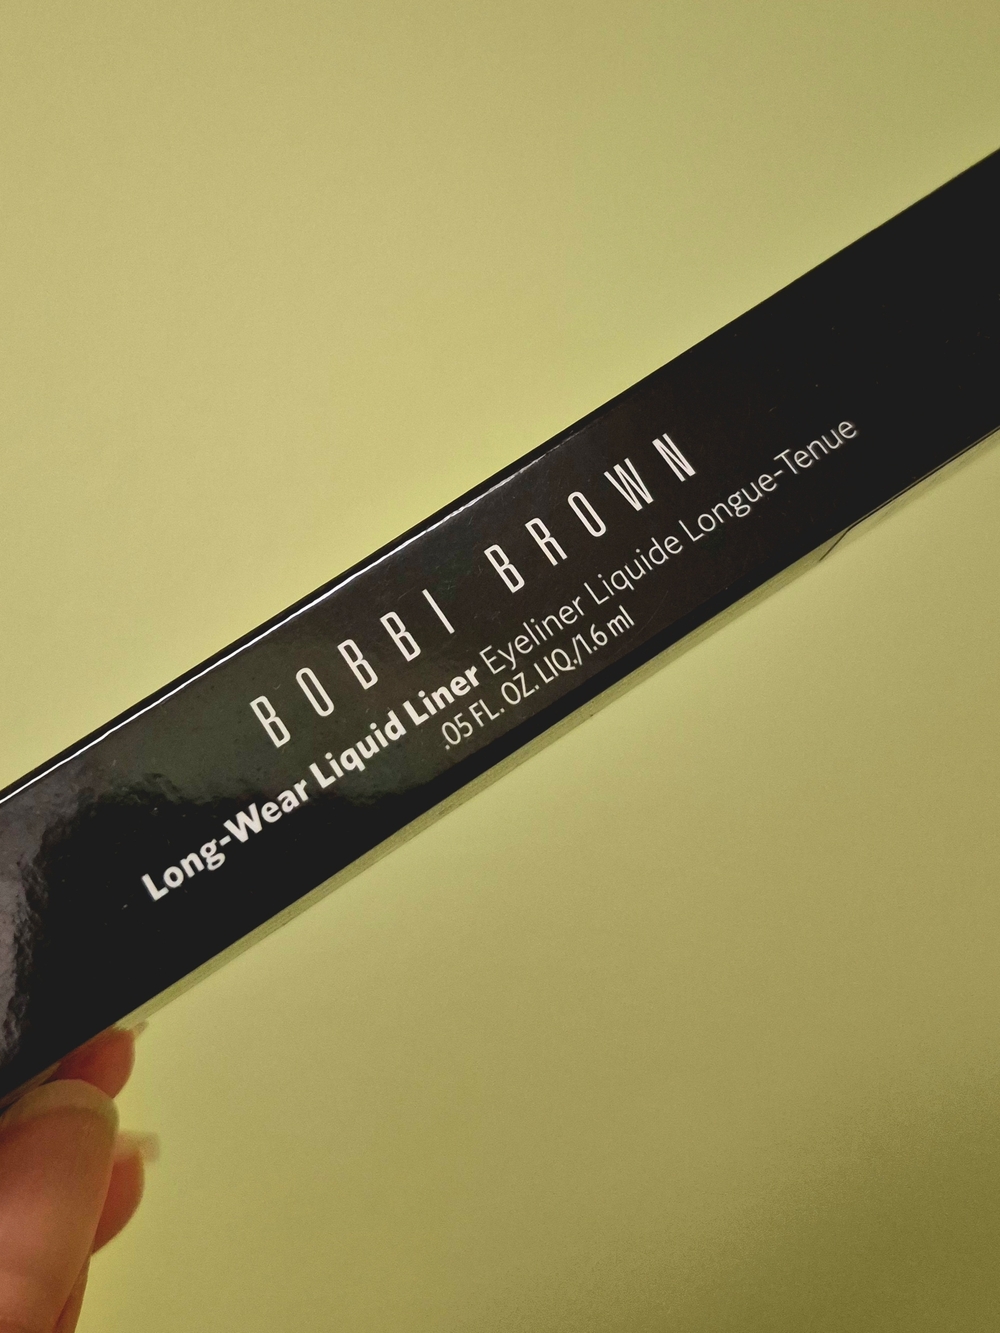 BOBBI BROWN
Long-Wear Liquid Liner Eyeliner Liquide Longue-Tenue
.05 FL. OZ. LIQ./1.6 ml